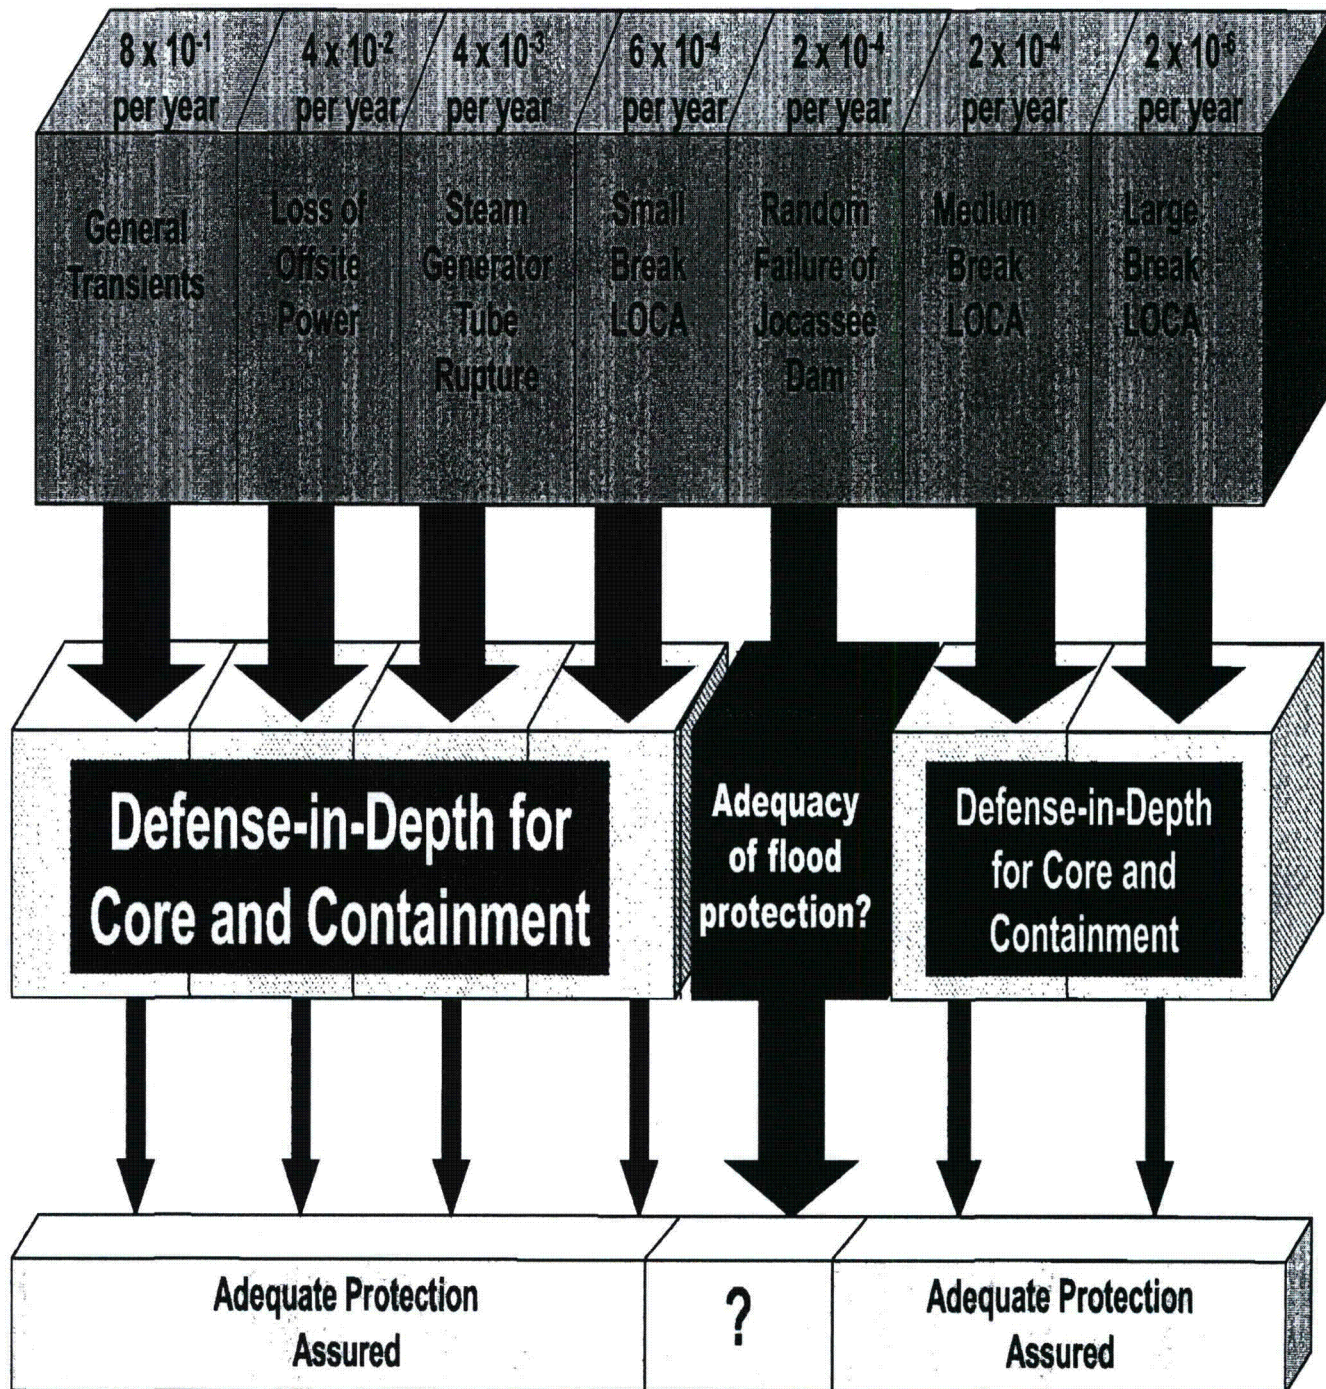 8 x 10⁻¹
per year
4 x 10⁻²
per year
4 x 10⁻³
per year
6 x 10⁻⁴
per year
2 x 10⁻⁴
per year
2 x 10⁻⁴
per year
2 x 10⁻⁶
per year
General
Transients
Loss of
Offsite
Power
Steam
Generator
Tube
Rupture
Small
Break
LOCA
Random
Failure of
Jocassee
Dam
Medium
Break
LOCA
Large
Break
LOCA
Defense-in-Depth for
Core and Containment
Adequacy
of flood
protection?
Defense-in-Depth
for Core and
Containment
Adequate Protection
Assured
?
Adequate Protection
Assured